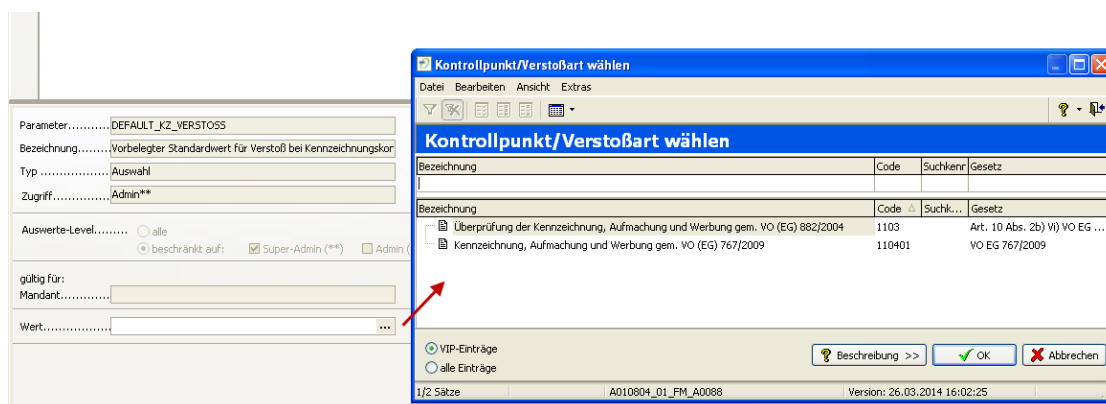 Parameter..........DEFAULT_KZ_VERSTOSS
Bezeichnung........Vorbelegter Standardwert für Verstoß bei Kennzeichnungskor
Typ .................Auswahl
Zugriff...............Admin**
Auswerte-Level......... alle
beschränkt auf: Super-Admin (**) Admin (
gültig für:
Mandant.............
Wert................. ...
Kontrollpunkt/Verstoßart wählen
Datei Bearbeiten Ansicht Extras
Kontrollpunkt/Verstoßart wählen
Bezeichnung Code Suchkenr Gesetz
Bezeichnung Code Suchk... Gesetz
Überprüfung der Kennzeichnung, Aufmachung und Werbung gem. VO (EG) 882/2004 1103 Art. 10 Abs. 2b) Vi) VO EG ...
Kennzeichnung, Aufmachung und Werbung gem. VO (EG) 767/2009 110401 VO EG 767/2009
VIP-Einträge
alle Einträge
? Beschreibung >> OK Abbrechen
1/2 Sätze A010804_01_FM_A0088 Version: 26.03.2014 16:02:25